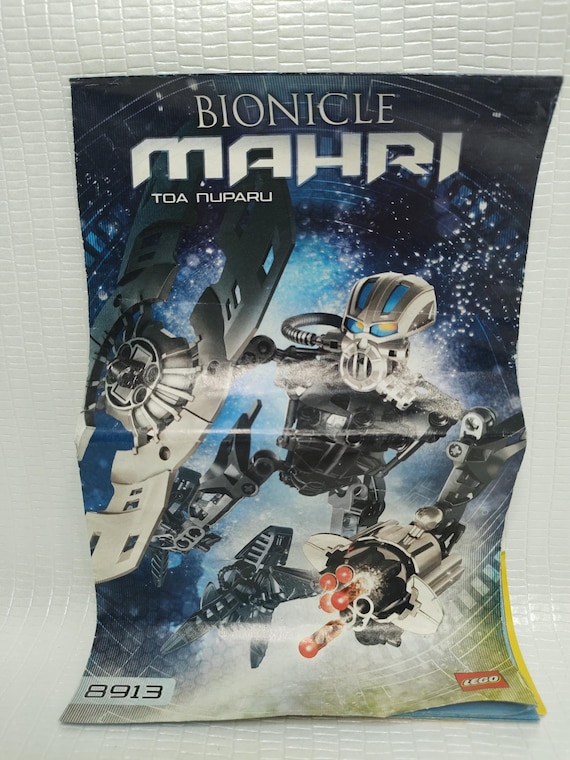 BIONICLE
MAHRI
TOA NUPARU
8913
LEGO